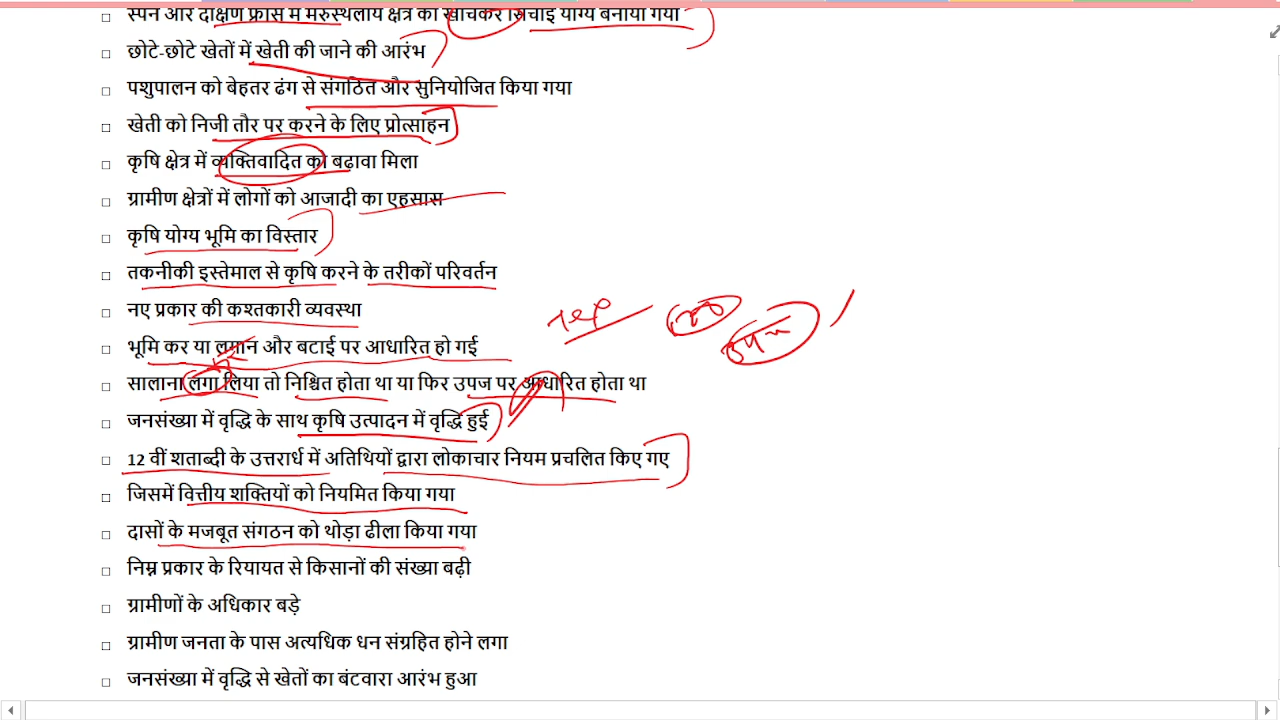 स्पेन और दक्षिण फ्रांस में मरुस्थलीय क्षेत्र को खींचकर सिंचाई योग्य बनाया गया
छोटे-छोटे खेतों में खेती की जाने की आरंभ
पशुपालन को बेहतर ढंग से संगठित और सुनियोजित किया गया
खेती को निजी तौर पर करने के लिए प्रोत्साहन
कृषि क्षेत्र में व्यक्तिवादित को बढ़ावा मिला
ग्रामीण क्षेत्रों में लोगों को आजादी का एहसास
कृषि योग्य भूमि का विस्तार
तकनीकी इस्तेमाल से कृषि करने के तरीकों परिवर्तन
नए प्रकार की कश्तकारी व्यवस्था
भूमि कर या लगान और बटाई पर आधारित हो गई
सालाना लगा लिया तो निश्चित होता था या फिर उपज पर आधारित होता था
जनसंख्या में वृद्धि के साथ कृषि उत्पादन में वृद्धि हुई
12 वीं शताब्दी के उत्तरार्ध में अतिथियों द्वारा लोकाचार नियम प्रचलित किए गए
जिसमें वित्तीय शक्तियों को नियमित किया गया
दासों के मजबूत संगठन को थोड़ा ढीला किया गया
निम्न प्रकार के रियायत से किसानों की संख्या बढ़ी
ग्रामीणों के अधिकार बड़े
ग्रामीण जनता के पास अत्यधिक धन संग्रहित होने लगा
जनसंख्या में वृद्धि से खेतों का बंटवारा आरंभ हुआ